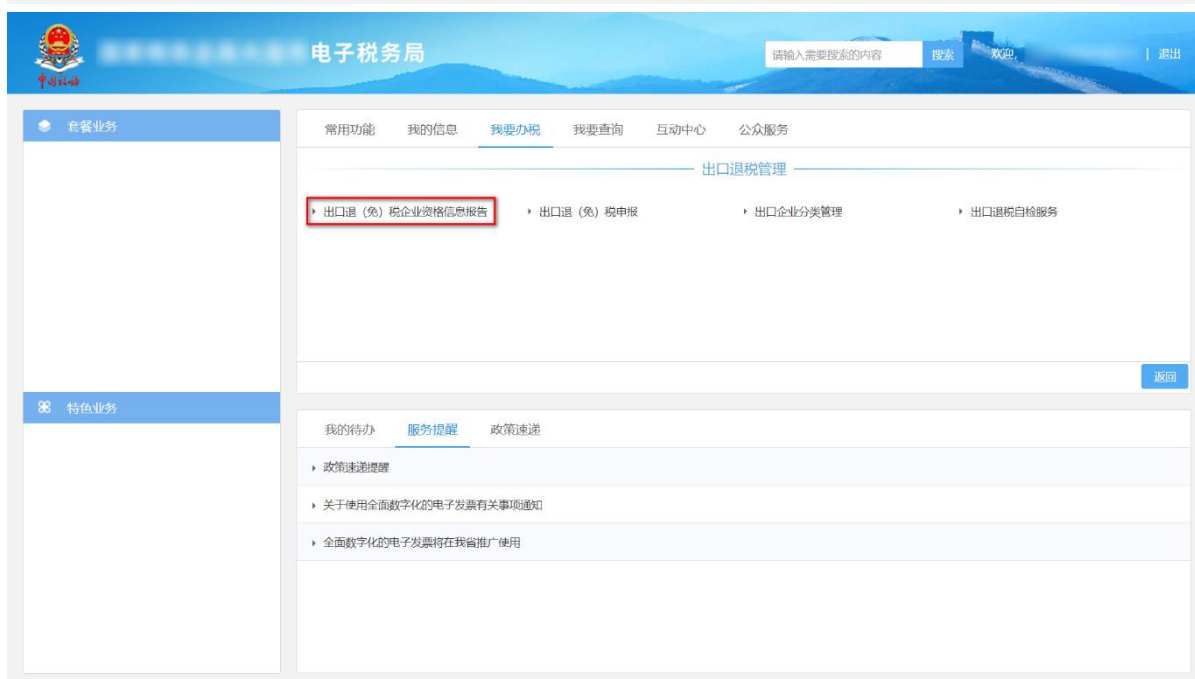 电子税务局
请输入需要搜索的内容
搜索
欢迎,
| 退出
中国税务
套餐业务
常用功能 我的信息 我要办税 我要查询 互动中心 公众服务
出口退税管理
出口退（免）税企业资格信息报告 出口退（免）税申报 出口企业分类管理 出口退税自检服务
返回
特色业务
我的待办 服务提醒 政策速递
政策速递提醒
关于使用全面数字化的电子发票有关事项通知
全面数字化的电子发票将在我省推广使用